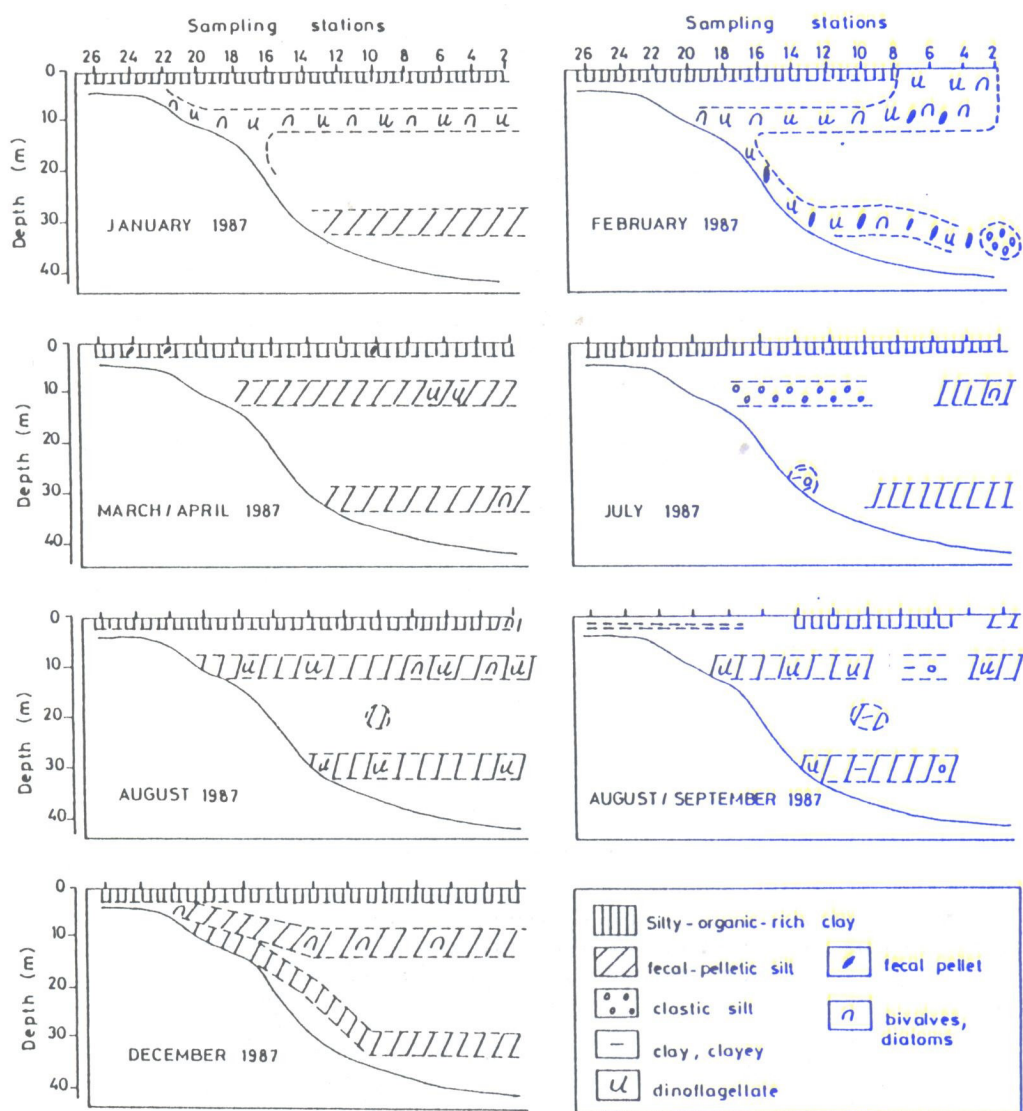 Sampling stations
26 24 22 20 18 16 14 12 10 8 6 4 2
0
10
20
30
40
Depth (m)
JANUARY 1987
Sampling stations
26 24 22 20 18 16 14 12 10 8 6 4 2
FEBRUARY 1987
0
10
20
30
40
Depth (m)
MARCH / APRIL 1987
JULY 1987
0
10
20
30
40
Depth (m)
AUGUST 1987
AUGUST / SEPTEMBER 1987
0
10
20
30
40
DECEMBER 1987
Silty-organic-rich clay
fecal-pelletic silt
clastic silt
clay, clayey
dinoflagellate
fecal pellet
bivalves,
diatoms